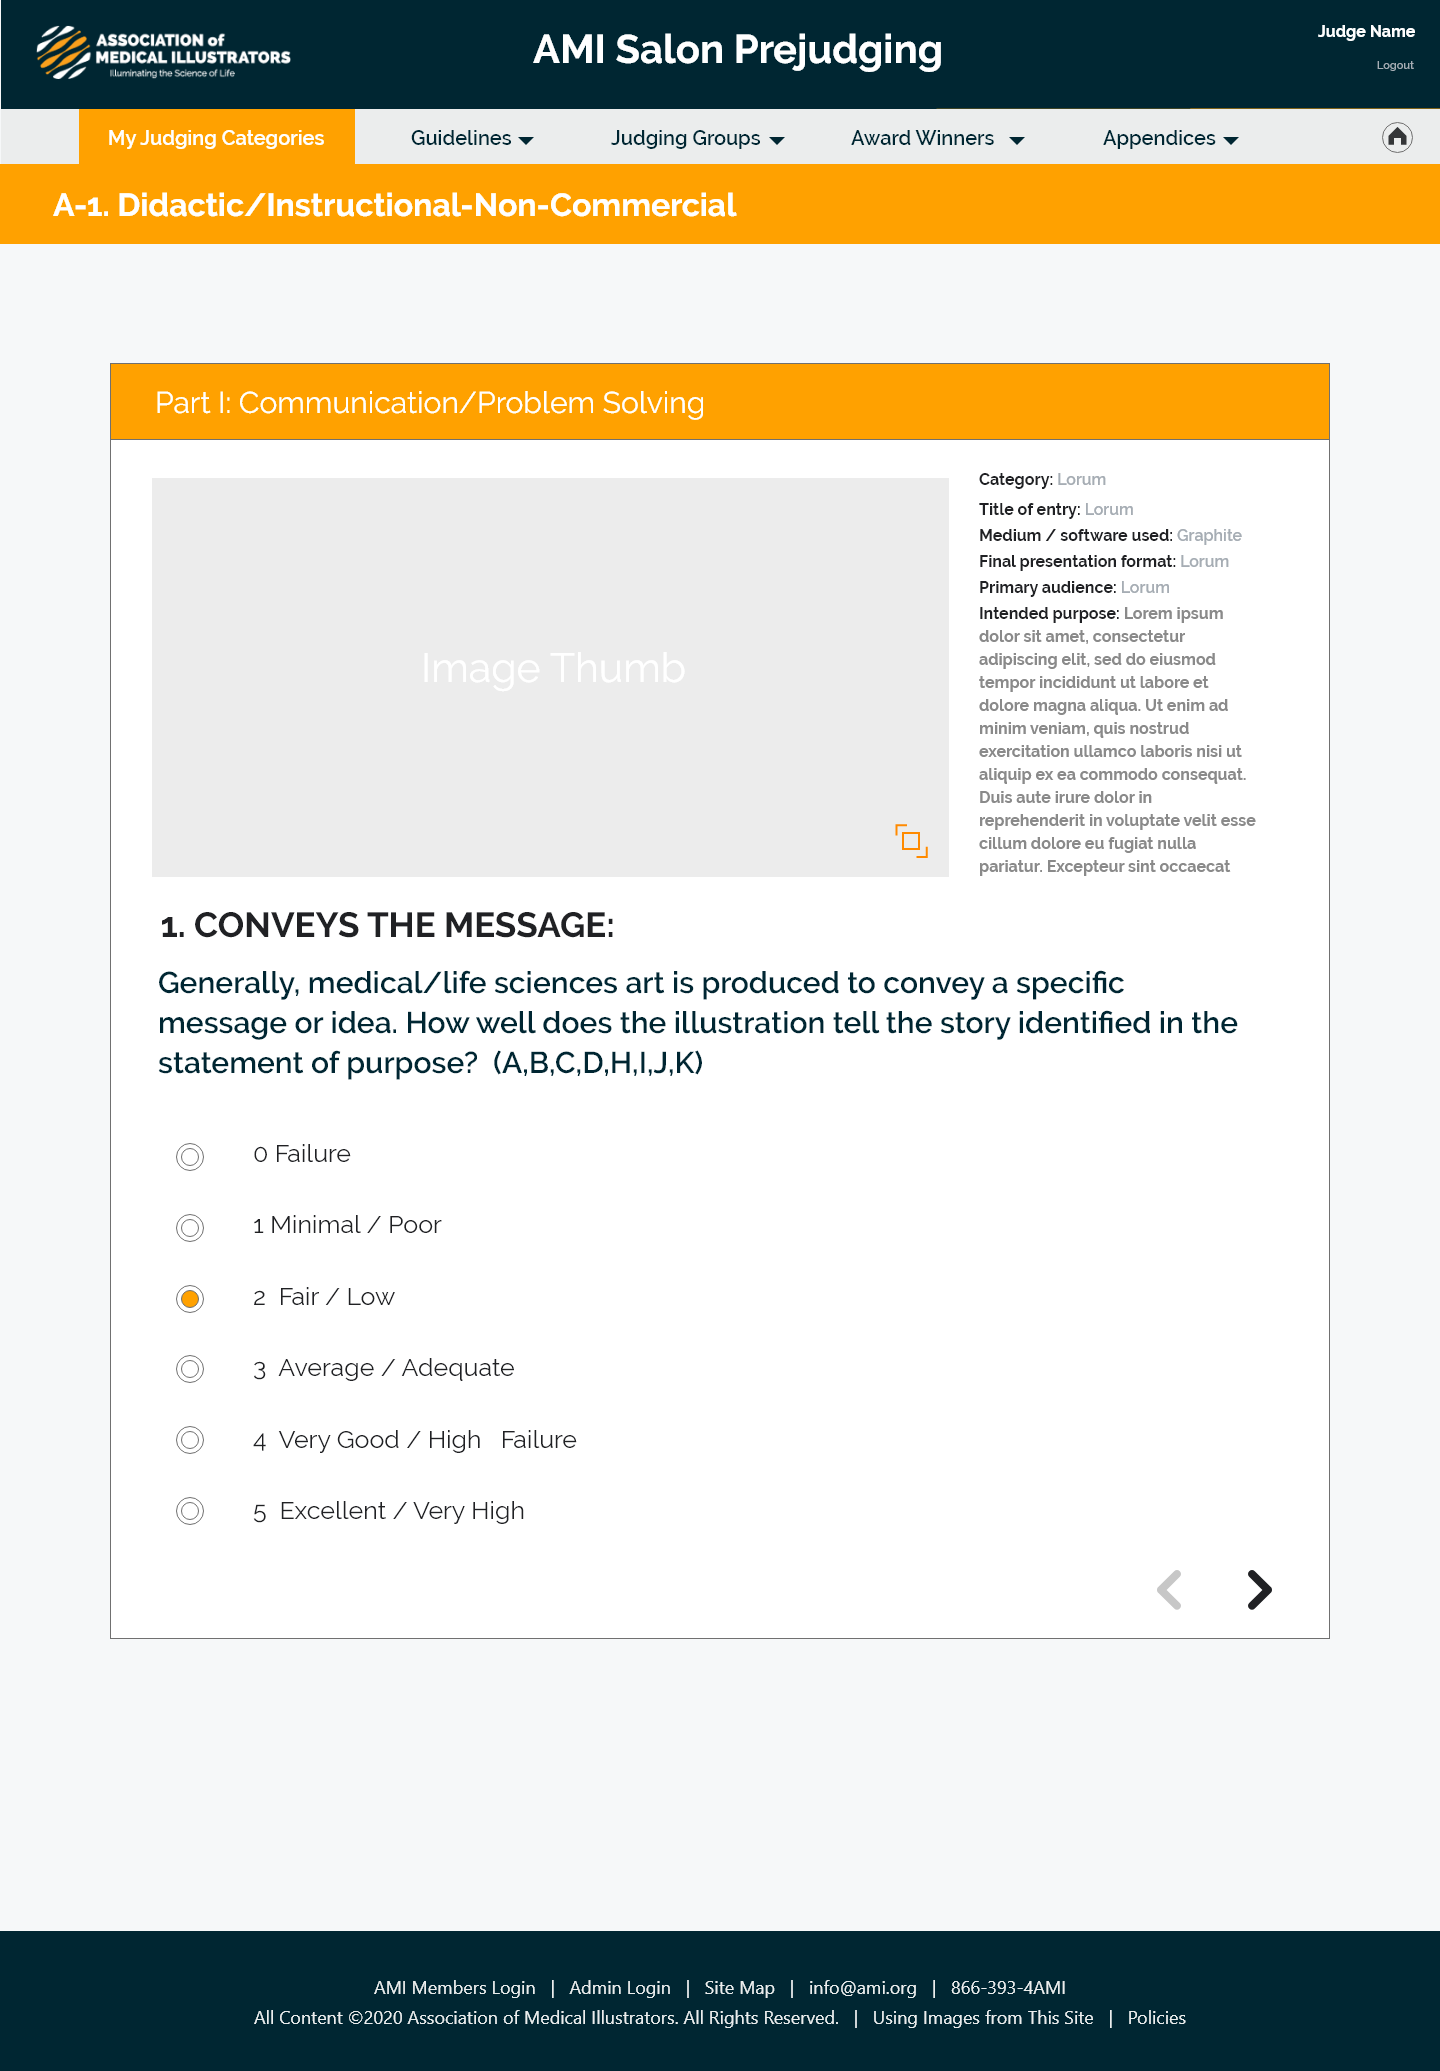 ASSOCIATION of
MEDICAL ILLUSTRATORS
Illuminating the Science of Life
AMI Salon Prejudging
Judge Name
Logout
My Judging Categories
Guidelines
Judging Groups
Award Winners
Appendices
A-1. Didactic/Instructional-Non-Commercial
Part I: Communication/Problem Solving
Image Thumb
Category: Lorum
Title of entry: Lorum
Medium / software used: Graphite
Final presentation format: Lorum
Primary audience: Lorum
Intended purpose: Lorem ipsum
dolor sit amet, consectetur
adipiscing elit, sed do eiusmod
tempor incididunt ut labore et
dolore magna aliqua. Ut enim ad
minim veniam, quis nostrud
exercitation ullamco laboris nisi ut
aliquip ex ea commodo consequat.
Duis aute irure dolor in
reprehenderit in voluptate velit esse
cillum dolore eu fugiat nulla
pariatur. Excepteur sint occaecat
1. CONVEYS THE MESSAGE:
Generally, medical/life sciences art is produced to convey a specific
message or idea. How well does the illustration tell the story identified in the
statement of purpose? (A,B,C,D,H,I,J,K)
0 Failure
1 Minimal / Poor
2 Fair / Low
3 Average / Adequate
4 Very Good / High Failure
5 Excellent / Very High
AMI Members Login | Admin Login | Site Map | info@ami.org | 866-393-4AMI
All Content ©2020 Association of Medical Illustrators. All Rights Reserved. | Using Images from This Site | Policies